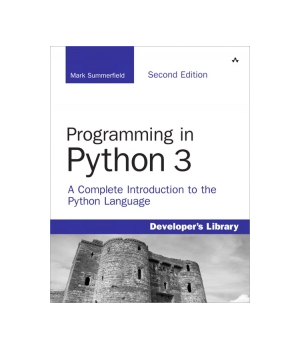 Mark Summerfield
Second Edition
Programming in
Python 3
A Complete Introduction to the
Python Language
Developer's Library